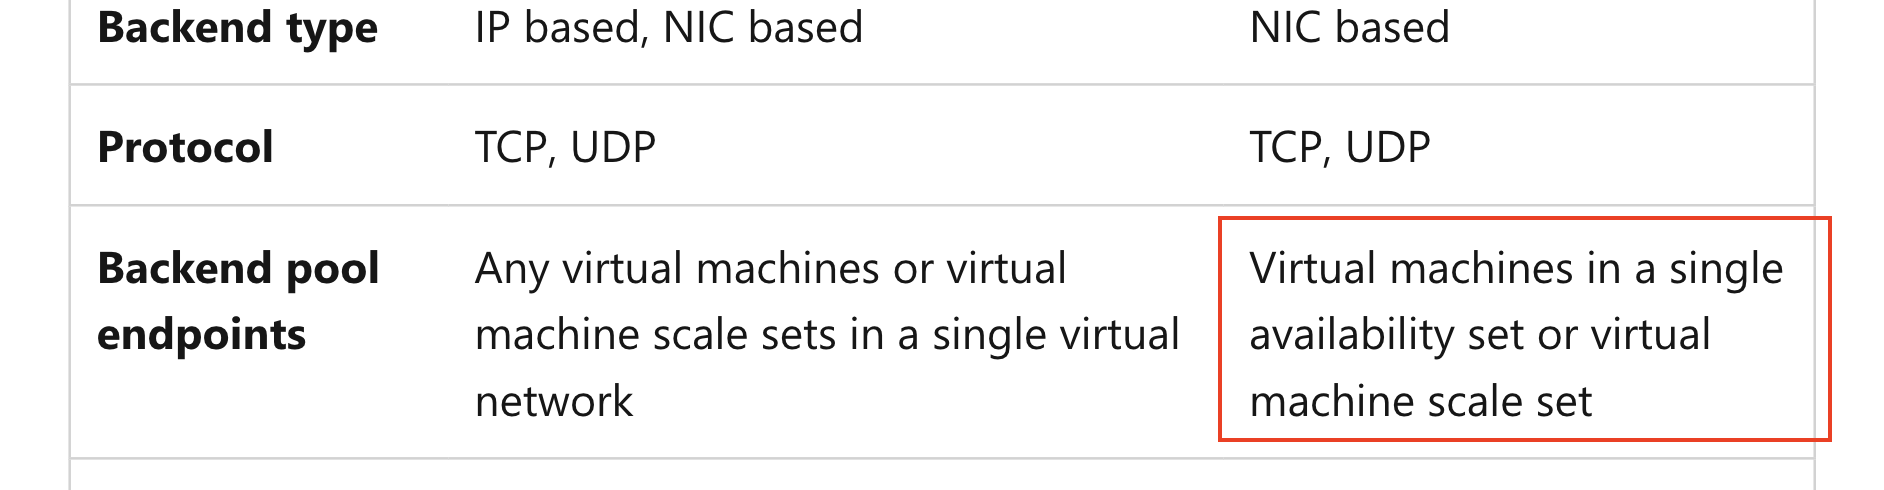 Backend type IP based, NIC based NIC based
Protocol TCP, UDP TCP, UDP
Backend pool Any virtual machines or virtual Virtual machines in a single
endpoints machine scale sets in a single virtual availability set or virtual
network machine scale set